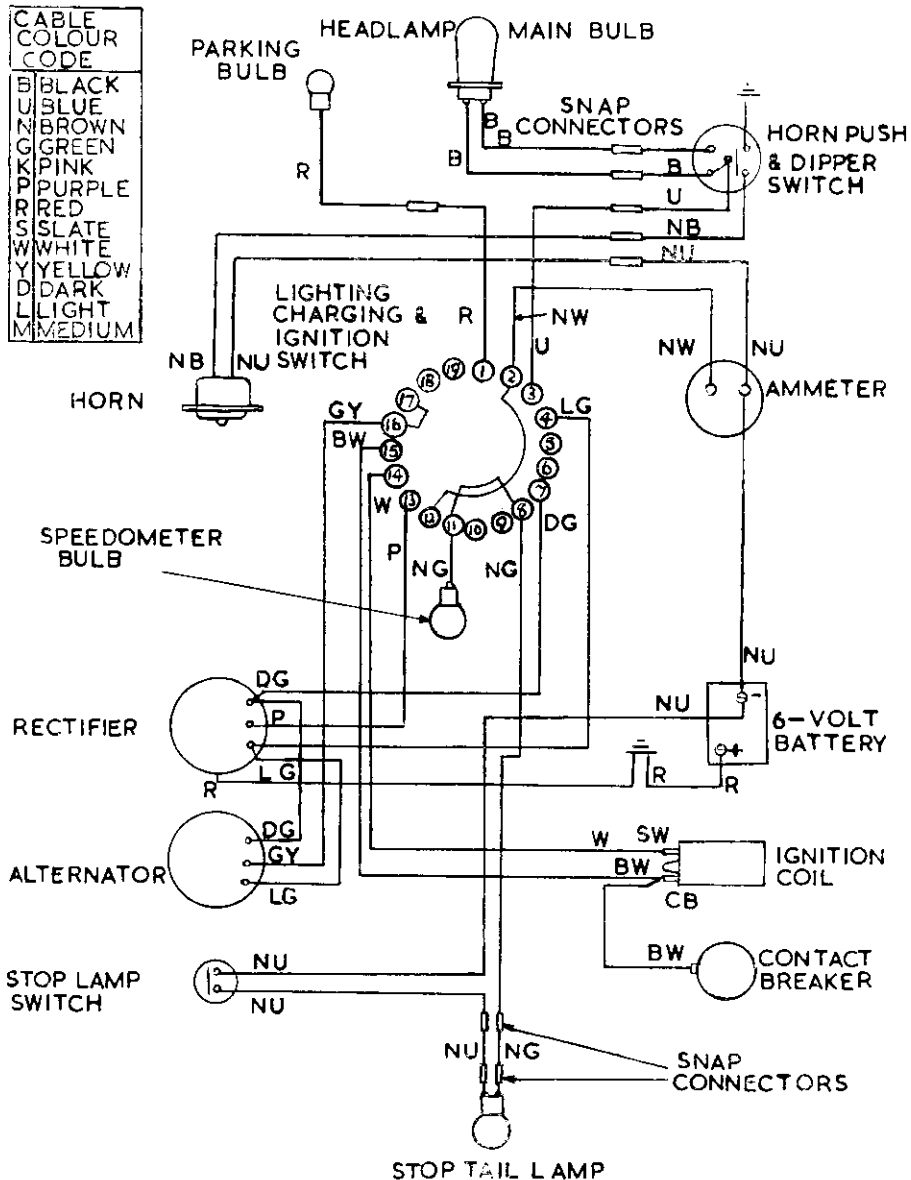 CABLE
COLOUR
CODE
B BLACK
U BLUE
N BROWN
G GREEN
K PINK
P PURPLE
R RED
S SLATE
W WHITE
Y YELLOW
D DARK
L LIGHT
M MEDIUM
PARKING
BULB
HEADLAMP MAIN BULB
SNAP
CONNECTORS
HORN PUSH
& DIPPER
SWITCH
B
B
B
B
R
U
NB
NU
LIGHTING
CHARGING &
IGNITION
SWITCH
R
NW
U
NW
NU
AMMETER
NB NU
HORN
1
2
3
4
5
6
7
8
9
10
11
12
13
14
15
16
17
18
19
GY
BW
LG
W
P
DG
NG
NG
SPEEDOMETER
BULB
DG
P
LG
R
RECTIFIER
NU
NU
-
+
6-VOLT
BATTERY
R
R
DG
GY
LG
ALTERNATOR
W SW
BW
CB
IGNITION
COIL
BW
CONTACT
BREAKER
STOP LAMP
SWITCH
NU
NU
NU NG
SNAP
CONNECTORS
STOP TAIL LAMP